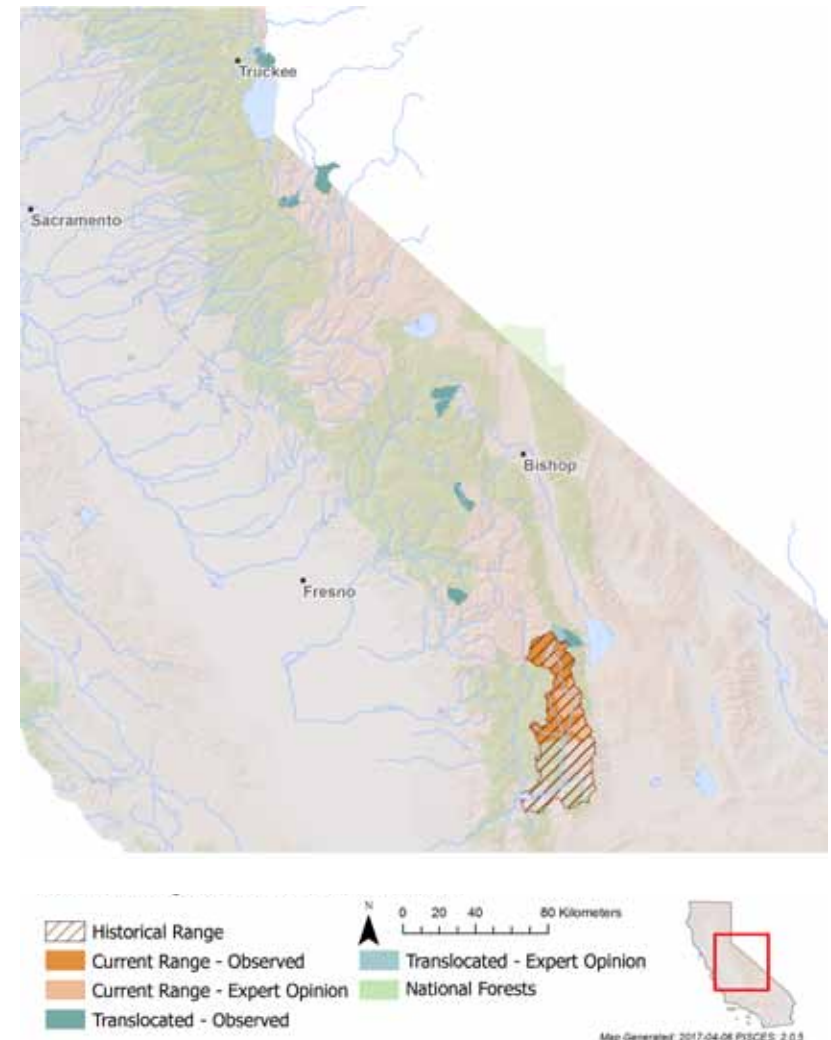 Truckee
Sacramento
Bishop
Fresno
N
0 20 40 80 Kilometers
Historical Range
Current Range - Observed
Current Range - Expert Opinion
Translocated - Observed
Translocated - Expert Opinion
National Forests
Map Generated: 2017-04-06 PISCES: 2.0.5